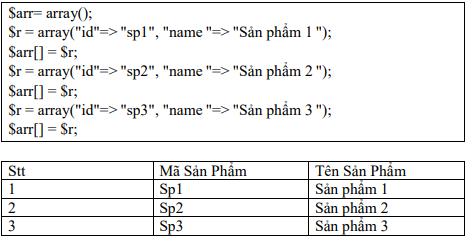 $arr= array();
$r = array("id"=> "sp1", "name "=> "Sản phẩm 1 ");
$arr[] = $r;
$r = array("id"=> "sp2", "name "=> "Sản phẩm 2 ");
$arr[] = $r;
$r = array("id"=> "sp3", "name "=> "Sản phẩm 3 ");
$arr[] = $r;
Stt Mã Sản Phẩm Tên Sản Phẩm
1 Sp1 Sản phẩm 1
2 Sp2 Sản phẩm 2
3 Sp3 Sản phẩm 3